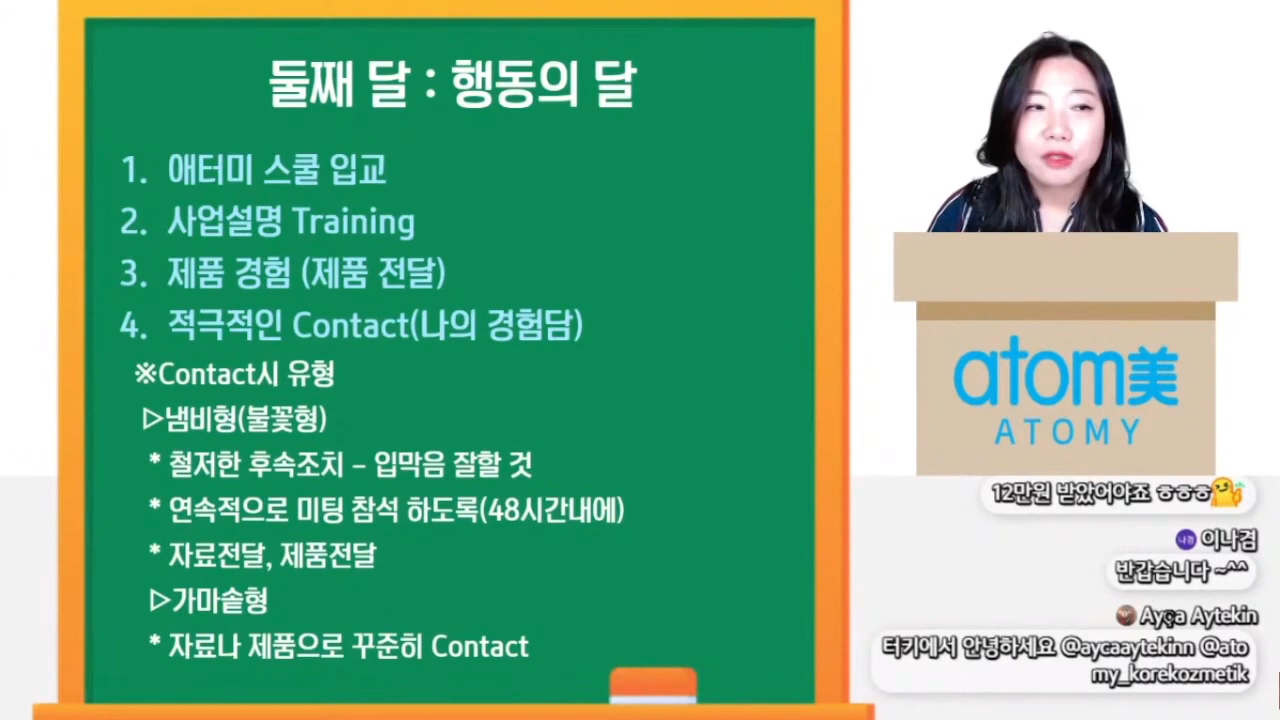 둘째 달 : 행동의 달
1. 애터미 스쿨 입교
2. 사업설명 Training
3. 제품 경험 (제품 전달)
4. 적극적인 Contact(나의 경험담)
※Contact시 유형
▷냄비형(불꽃형)
* 철저한 후속조치 – 입막음 잘할 것
* 연속적으로 미팅 참석 하도록(48시간내에)
* 자료전달, 제품전달
▷가마솥형
* 자료나 제품으로 꾸준히 Contact
atom美
ATOMY
12만원 받았어야죠 ㅎㅎㅎ
나겸 이나겸
반갑습니다 ~^^
Ayça Aytekin
터키에서 안녕하세요 @aycaaytekinn @ato
my_korekozmetik